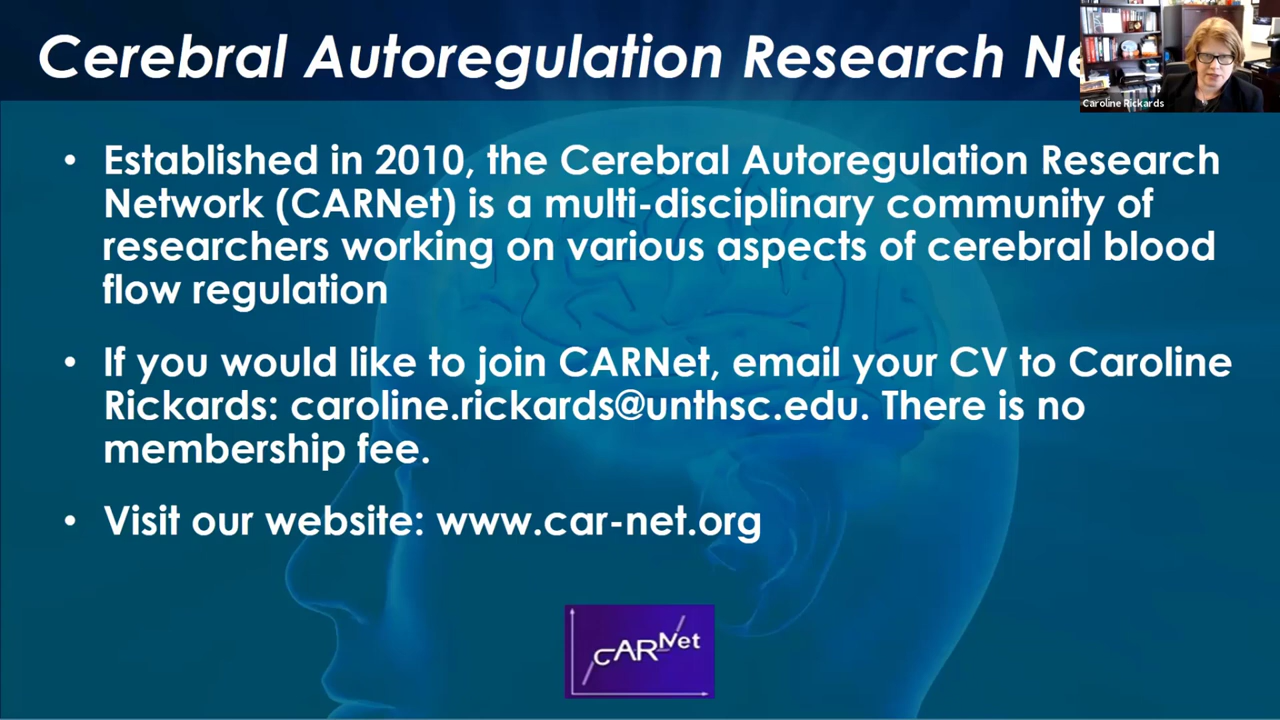 Cerebral Autoregulation Research Ne
Caroline Rickards
• Established in 2010, the Cerebral Autoregulation Research
Network (CARNet) is a multi-disciplinary community of
researchers working on various aspects of cerebral blood
flow regulation
• If you would like to join CARNet, email your CV to Caroline
Rickards: caroline.rickards@unthsc.edu. There is no
membership fee.
• Visit our website: www.car-net.org
CARNet